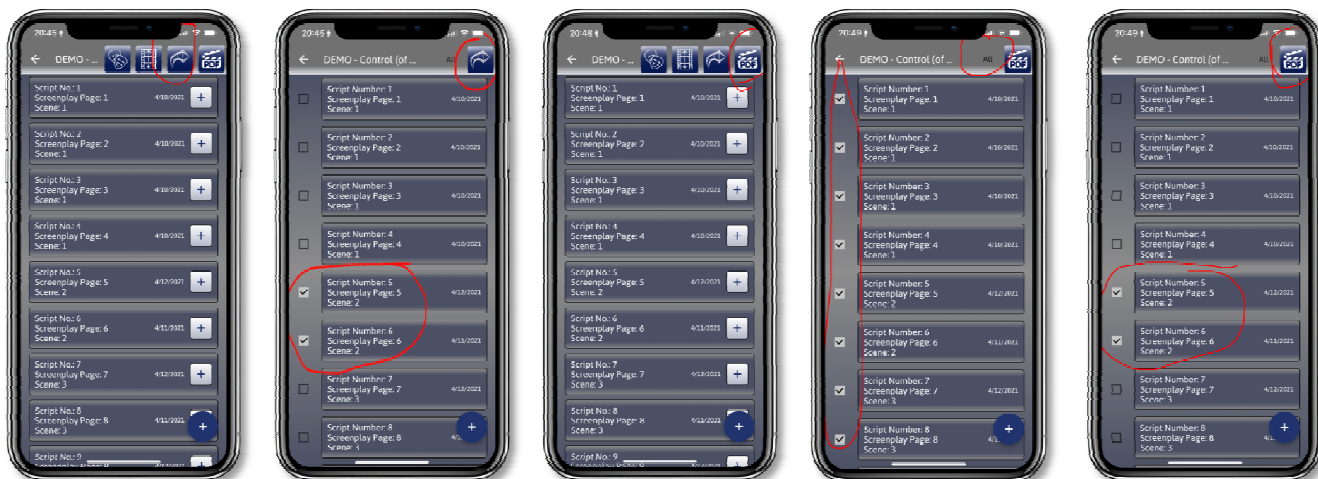 20:45
DEMO - ...
Script No.: 1
Screenplay Page: 1
Scene: 1
4/10/2021
+
Script No.: 2
Screenplay Page: 2
Scene: 1
4/10/2021
+
Script No.: 3
Screenplay Page: 3
Scene: 1
4/10/2021
+
Script No.: 4
Screenplay Page: 4
Scene: 1
4/10/2021
+
Script No.: 5
Screenplay Page: 5
Scene: 2
4/12/2021
+
Script No.: 6
Screenplay Page: 6
Scene: 2
4/11/2021
+
Script No.: 7
Screenplay Page: 7
Scene: 3
4/12/2021
+
Script No.: 8
Screenplay Page: 8
Scene: 3
4/11/2021
+
Script No.: 9
20:45
DEMO - Control (of ...
All
Script Number: 1
Screenplay Page: 1
Scene: 1
4/10/2021
Script Number: 2
Screenplay Page: 2
Scene: 1
4/10/2021
Script Number: 3
Screenplay Page: 3
Scene: 1
4/10/2021
Script Number: 4
Screenplay Page: 4
Scene: 1
4/10/2021
Script Number: 5
Screenplay Page: 5
Scene: 2
4/12/2021
Script Number: 6
Screenplay Page: 6
Scene: 2
4/11/2021
Script Number: 7
Screenplay Page: 7
Scene: 3
4/12/2021
Script Number: 8
Screenplay Page: 8
Scene: 3
+
20:48
DEMO - ...
PDF
Script No.: 1
Screenplay Page: 1
Scene: 1
4/10/2021
+
Script No.: 2
Screenplay Page: 2
Scene: 1
4/10/2021
+
Script No.: 3
Screenplay Page: 3
Scene: 1
4/10/2021
+
Script No.: 4
Screenplay Page: 4
Scene: 1
4/10/2021
+
Script No.: 5
Screenplay Page: 5
Scene: 2
4/12/2021
+
Script No.: 6
Screenplay Page: 6
Scene: 2
4/11/2021
+
Script No.: 7
Screenplay Page: 7
Scene: 3
4/12/2021
+
Script No.: 8
Screenplay Page: 8
Scene: 3
4/11/2021
+
Script No.: 9
20:49
DEMO - Control (of ...
All
PDF
Script Number: 1
Screenplay Page: 1
Scene: 1
4/10/2021
Script Number: 2
Screenplay Page: 2
Scene: 1
4/10/2021
Script Number: 3
Screenplay Page: 3
Scene: 1
4/10/2021
Script Number: 4
Screenplay Page: 4
Scene: 1
4/10/2021
Script Number: 5
Screenplay Page: 5
Scene: 2
4/12/2021
Script Number: 6
Screenplay Page: 6
Scene: 2
4/11/2021
Script Number: 7
Screenplay Page: 7
Scene: 3
4/12/2021
Script Number: 8
Screenplay Page: 8
Scene: 3
+
20:49
DEMO - Control (of ...
All
PDF
Script Number: 1
Screenplay Page: 1
Scene: 1
4/10/2021
Script Number: 2
Screenplay Page: 2
Scene: 1
4/10/2021
Script Number: 3
Screenplay Page: 3
Scene: 1
4/10/2021
Script Number: 4
Screenplay Page: 4
Scene: 1
4/10/2021
Script Number: 5
Screenplay Page: 5
Scene: 2
4/12/2021
Script Number: 6
Screenplay Page: 6
Scene: 2
4/11/2021
Script Number: 7
Screenplay Page: 7
Scene: 3
4/12/2021
Script Number: 8
Screenplay Page: 8
Scene: 3
+